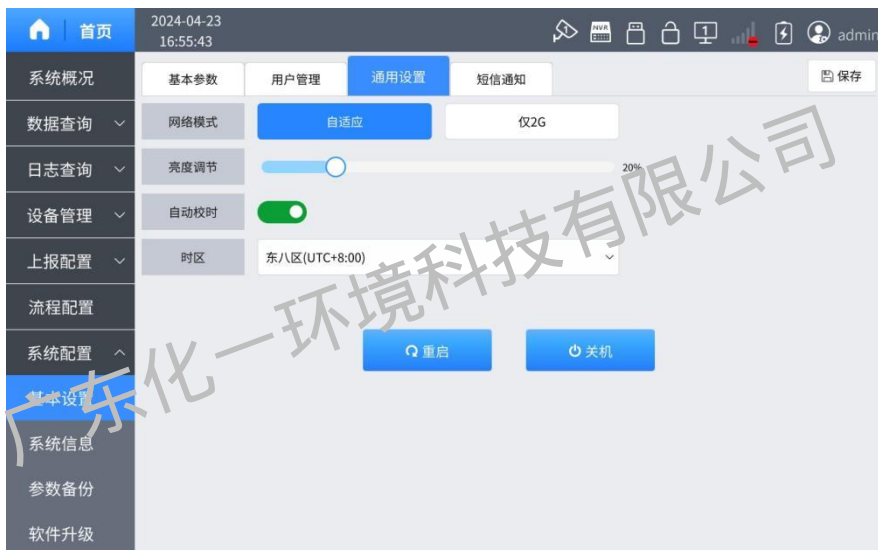 首页
2024-04-23
16:55:43
1
NVR
1
admin
系统概况
数据查询
日志查询
设备管理
上报配置
流程配置
系统配置
基本设置
系统信息
参数备份
软件升级
基本参数 用户管理 通用设置 短信通知
保存
网络模式 自适应 仅2G
亮度调节 20%
自动校时
时区 东八区(UTC+8:00)
重启 关机
广东化一环境科技有限公司